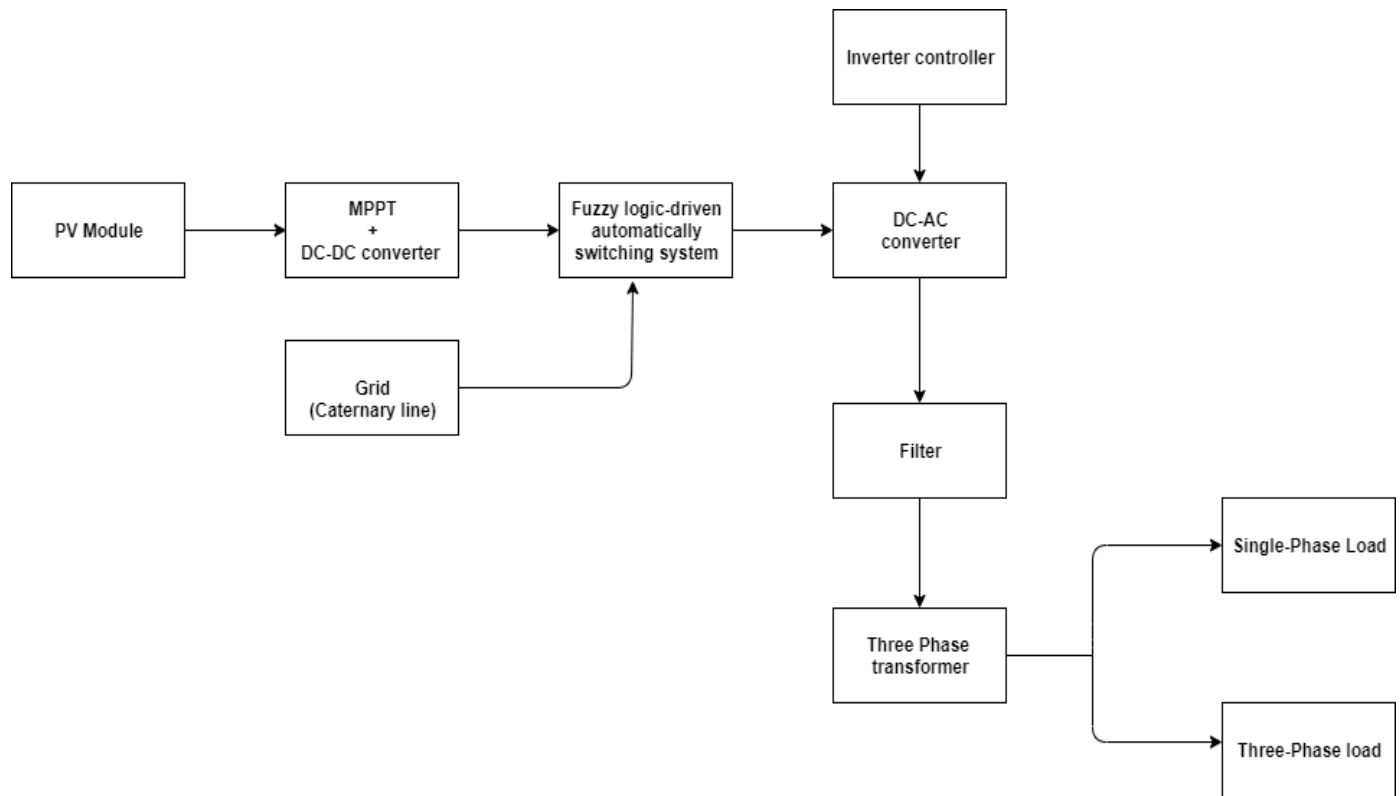 Inverter controller
PV Module
MPPT
+
DC-DC converter
Fuzzy logic-driven
automatically
switching system
DC-AC
converter
Grid
(Caternary line)
Filter
Single-Phase Load
Three Phase
transformer
Three-Phase load